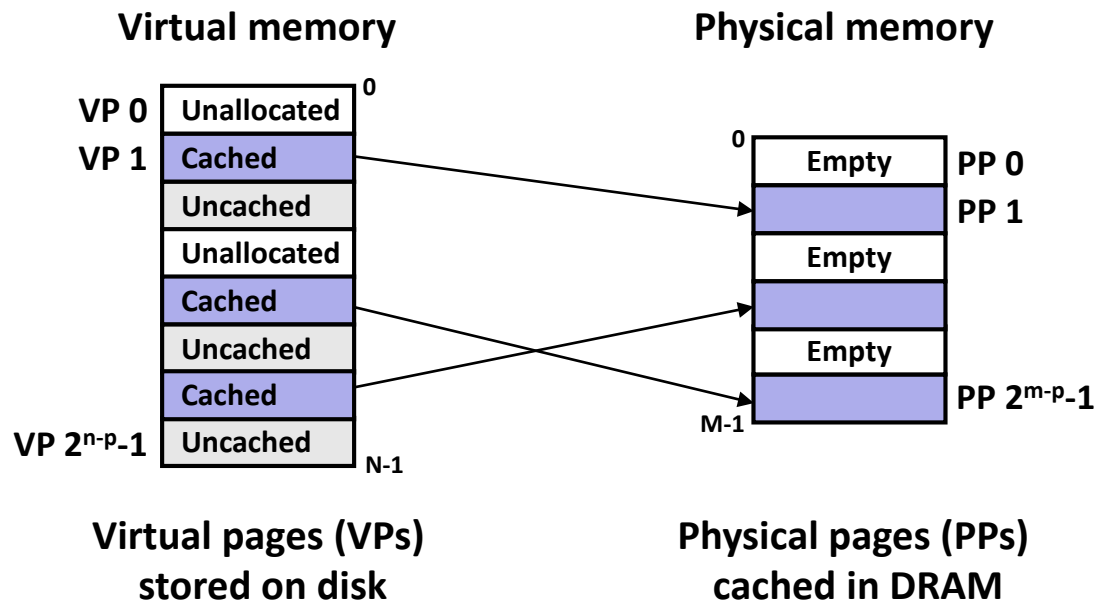 Virtual memory
Physical memory
0
VP 0
Unallocated
VP 1
Cached
Uncached
Unallocated
Cached
Uncached
Cached
VP 2ⁿ⁻ᵖ-1
Uncached
N-1
0
Empty
PP 0
PP 1
Empty
Empty
PP 2ᵐ⁻ᵖ-1
M-1
Virtual pages (VPs)
stored on disk
Physical pages (PPs)
cached in DRAM